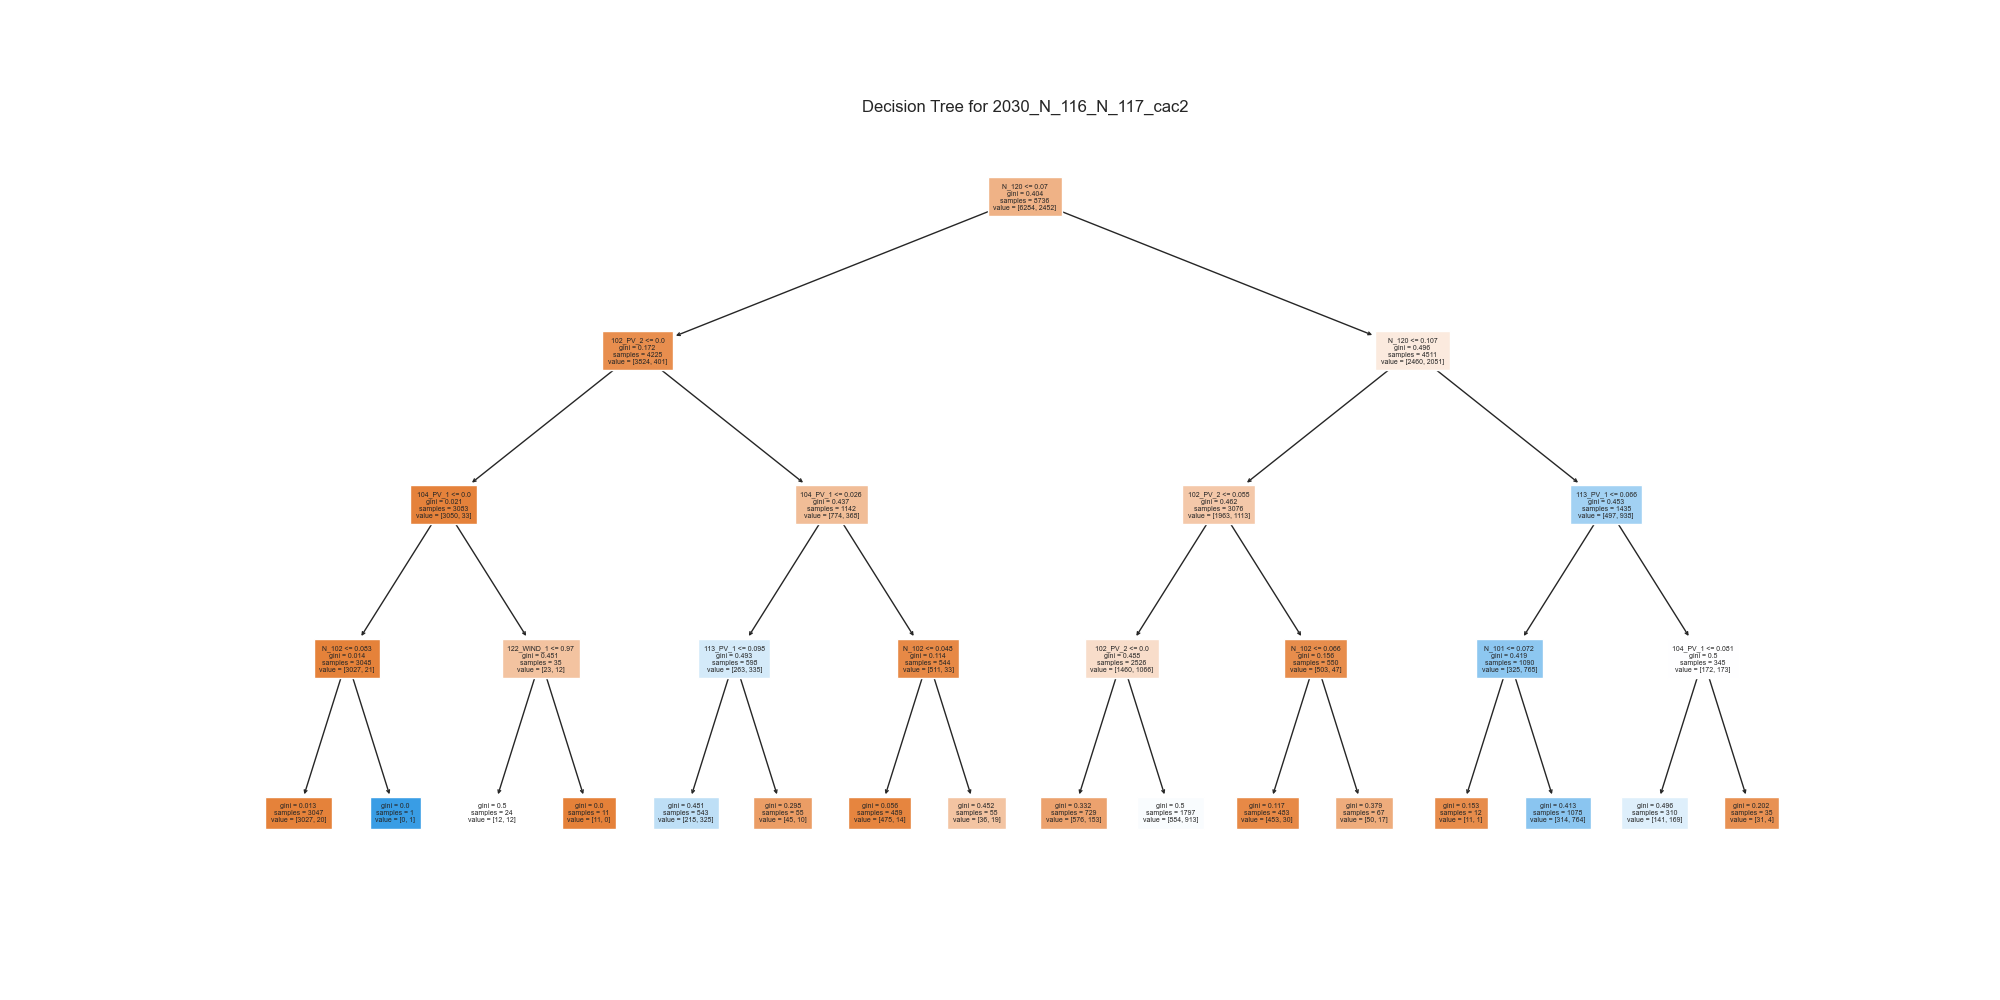 Decision Tree for 2030_N_116_N_117_cac2
N_120 <= 0.07
gini = 0.404
samples = 8736
value = [6284, 2452]
102_PV_2 <= 0.0
gini = 0.172
samples = 4225
value = [3824, 401]
N_120 <= 0.107
gini = 0.496
samples = 4511
value = [2460, 2051]
104_PV_1 <= 0.0
gini = 0.021
samples = 3083
value = [3050, 33]
104_PV_1 <= 0.026
gini = 0.437
samples = 1142
value = [774, 368]
102_PV_2 <= 0.055
gini = 0.462
samples = 3076
value = [1963, 1113]
113_PV_1 <= 0.066
gini = 0.453
samples = 1435
value = [497, 938]
N_102 <= 0.083
gini = 0.014
samples = 3048
value = [3027, 21]
122_WIND_1 <= 0.97
gini = 0.451
samples = 35
value = [23, 12]
113_PV_1 <= 0.098
gini = 0.493
samples = 598
value = [263, 335]
N_102 <= 0.048
gini = 0.114
samples = 544
value = [511, 33]
102_PV_2 <= 0.0
gini = 0.488
samples = 2526
value = [1460, 1066]
N_102 <= 0.066
gini = 0.156
samples = 550
value = [503, 47]
N_101 <= 0.072
gini = 0.419
samples = 1090
value = [325, 765]
104_PV_1 <= 0.081
gini = 0.5
samples = 345
value = [172, 173]
gini = 0.013
samples = 3047
value = [3027, 20]
gini = 0.0
samples = 1
value = [0, 1]
gini = 0.5
samples = 24
value = [12, 12]
gini = 0.0
samples = 11
value = [11, 0]
gini = 0.481
samples = 543
value = [218, 325]
gini = 0.298
samples = 55
value = [45, 10]
gini = 0.056
samples = 489
value = [475, 14]
gini = 0.452
samples = 55
value = [36, 19]
gini = 0.332
samples = 729
value = [576, 153]
gini = 0.5
samples = 1797
value = [884, 913]
gini = 0.117
samples = 483
value = [453, 30]
gini = 0.379
samples = 67
value = [50, 17]
gini = 0.153
samples = 12
value = [11, 1]
gini = 0.413
samples = 1078
value = [314, 764]
gini = 0.496
samples = 310
value = [141, 169]
gini = 0.202
samples = 35
value = [31, 4]